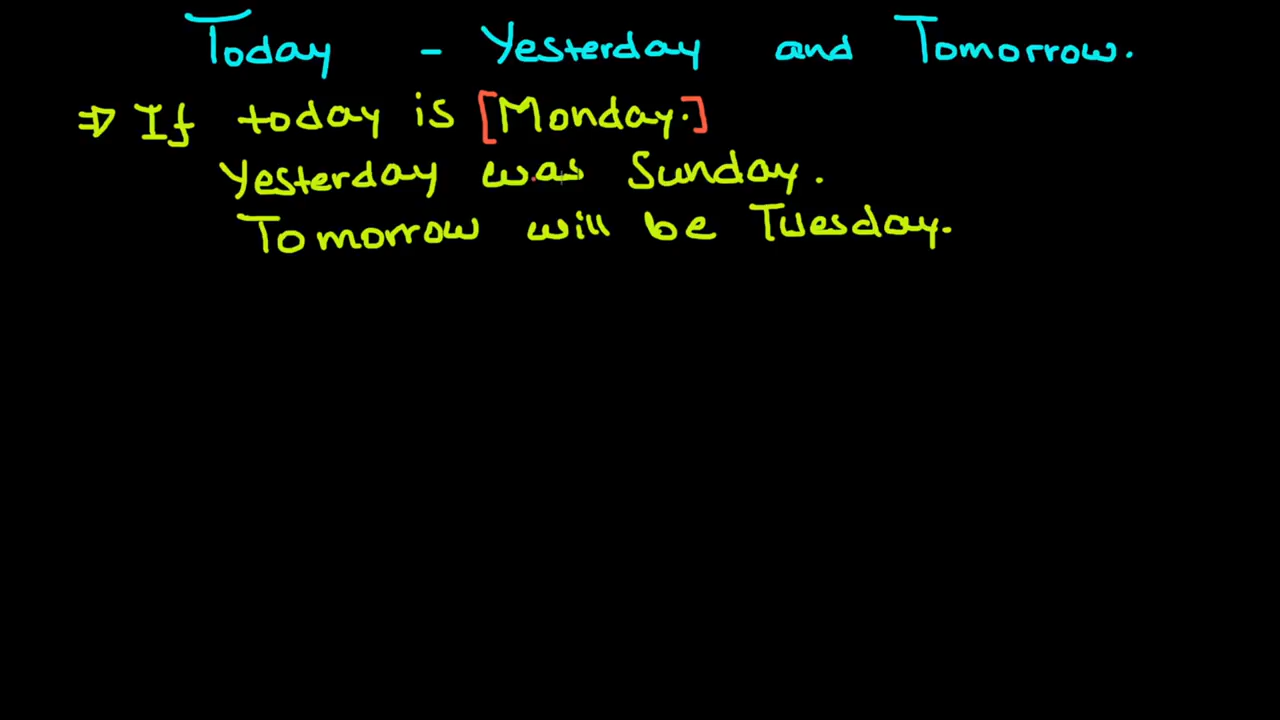 Today - Yesterday and Tomorrow.
⇒ If today is [Monday.]
Yesterday was Sunday.
Tomorrow will be Tuesday.